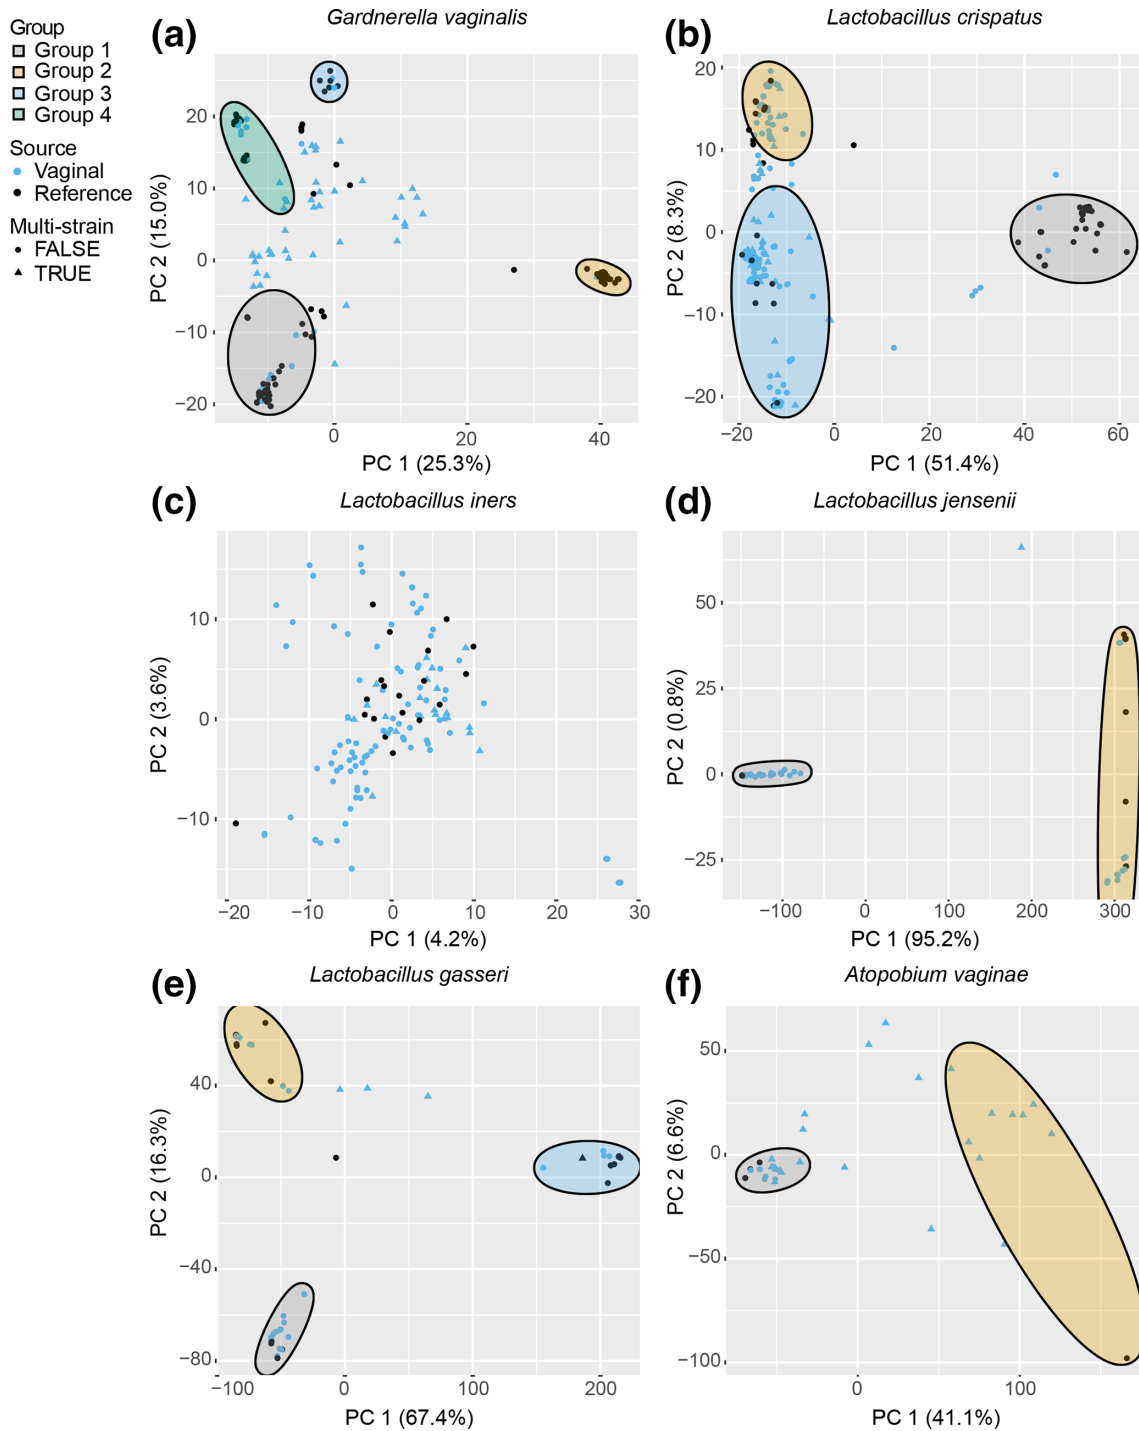 Group
Group 1
Group 2
Group 3
Group 4
Source
Vaginal
Reference
Multi-strain
FALSE
TRUE
(a)
Gardnerella vaginalis
PC 2 (15.0%)
20
10
0
−10
−20
0
20
40
PC 1 (25.3%)
(b)
Lactobacillus crispatus
PC 2 (8.3%)
20
10
0
−10
−20
−20
0
20
40
60
PC 1 (51.4%)
(c)
Lactobacillus iners
PC 2 (3.6%)
10
0
−10
−20
−10
0
10
20
30
PC 1 (4.2%)
(d)
Lactobacillus jensenii
PC 2 (0.8%)
50
25
0
−25
−100
0
100
200
300
PC 1 (95.2%)
(e)
Lactobacillus gasseri
PC 2 (16.3%)
40
0
−40
−80
−100
0
100
200
PC 1 (67.4%)
(f)
Atopobium vaginae
PC 2 (6.6%)
50
0
−50
−100
0
100
PC 1 (41.1%)